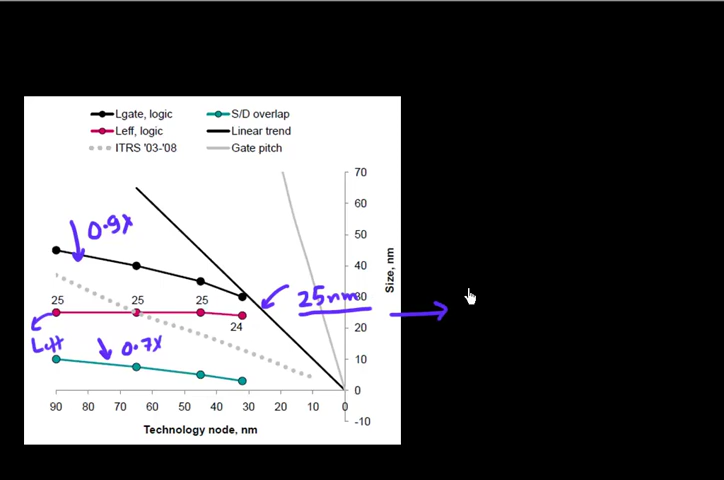 Lgate, logic S/D overlap
Leff, logic Linear trend
ITRS '03-'08 Gate pitch
70
60
0.9X
50
40
Size, nm
25 25 25 25nm 30
24 20
Leff 0.7X
10
0
90 80 70 60 50 40 30 20 10 0
-10
Technology node, nm